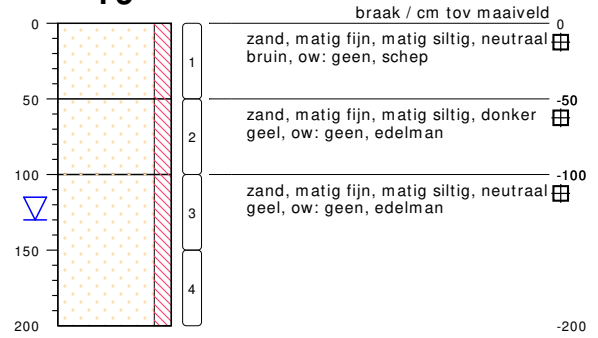 braak / cm tov maaiveld
0 0
zand, matig fijn, matig siltig, neutraal
bruin, ow: geen, schep
1
50 -50
zand, matig fijn, matig siltig, donker
geel, ow: geen, edelman
2
100 -100
zand, matig fijn, matig siltig, neutraal
geel, ow: geen, edelman
3
150
4
200 -200